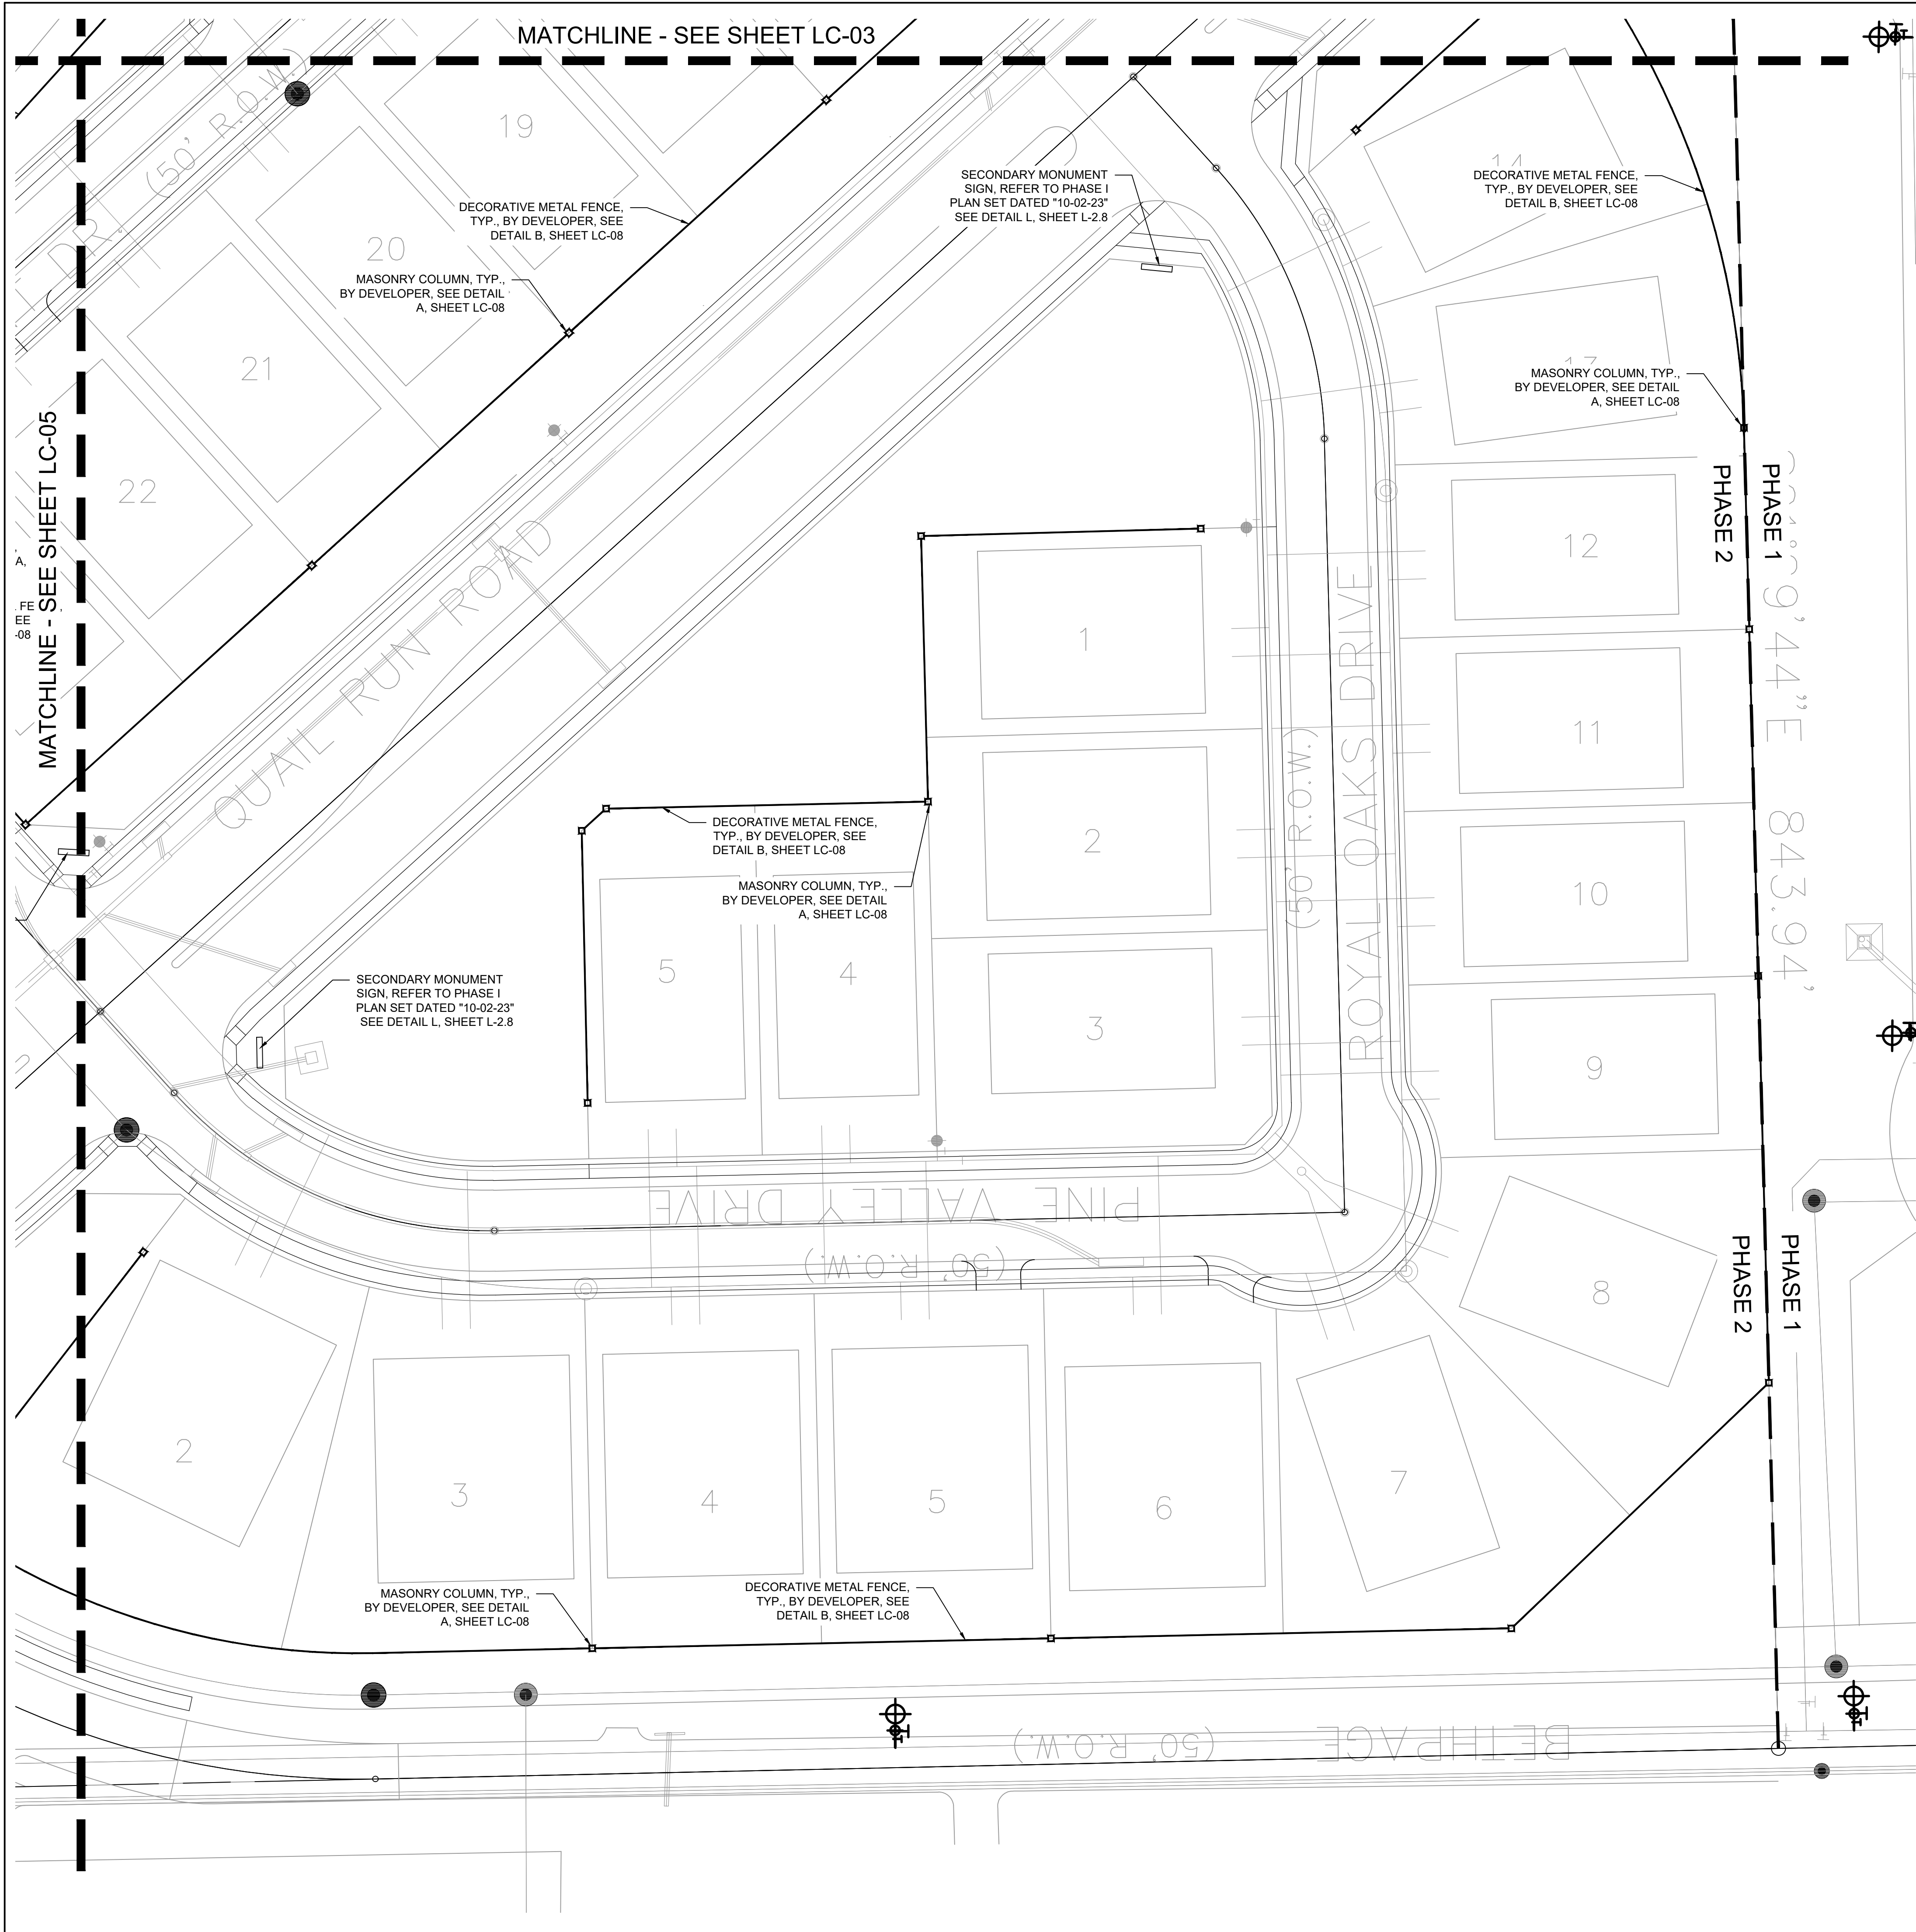 MATCHLINE - SEE SHEET LC-03
DR. (50' R.O.W.)
19
14
SECONDARY MONUMENT
SIGN, REFER TO PHASE I
PLAN SET DATED "10-02-23"
SEE DETAIL L, SHEET L-2.8
DECORATIVE METAL FENCE,
TYP., BY DEVELOPER, SEE
DETAIL B, SHEET LC-08
DECORATIVE METAL FENCE,
TYP., BY DEVELOPER, SEE
DETAIL B, SHEET LC-08
20
MASONRY COLUMN, TYP.,
BY DEVELOPER, SEE DETAIL
A, SHEET LC-08
21
MASONRY COLUMN, TYP.,
BY DEVELOPER, SEE DETAIL
A, SHEET LC-08
22
MATCHLINE - SEE SHEET LC-05
A,
FE
EE
-08
PHASE 1
PHASE 2
12
QUAIL RUN ROAD
1
11
9'44"E 843.94'
ROYAL OAKS DRIVE
(50' R.O.W.)
DECORATIVE METAL FENCE,
TYP., BY DEVELOPER, SEE
DETAIL B, SHEET LC-08
2
MASONRY COLUMN, TYP.,
BY DEVELOPER, SEE DETAIL
A, SHEET LC-08
10
5
4
3
SECONDARY MONUMENT
SIGN, REFER TO PHASE I
PLAN SET DATED "10-02-23"
SEE DETAIL L, SHEET L-2.8
9
PINE VALLEY DRIVE
(50' R.O.W.)
PHASE 1
PHASE 2
8
2
3
4
5
6
7
MASONRY COLUMN, TYP.,
BY DEVELOPER, SEE DETAIL
A, SHEET LC-08
DECORATIVE METAL FENCE,
TYP., BY DEVELOPER, SEE
DETAIL B, SHEET LC-08
BETHPAGE (50' R.O.W.)